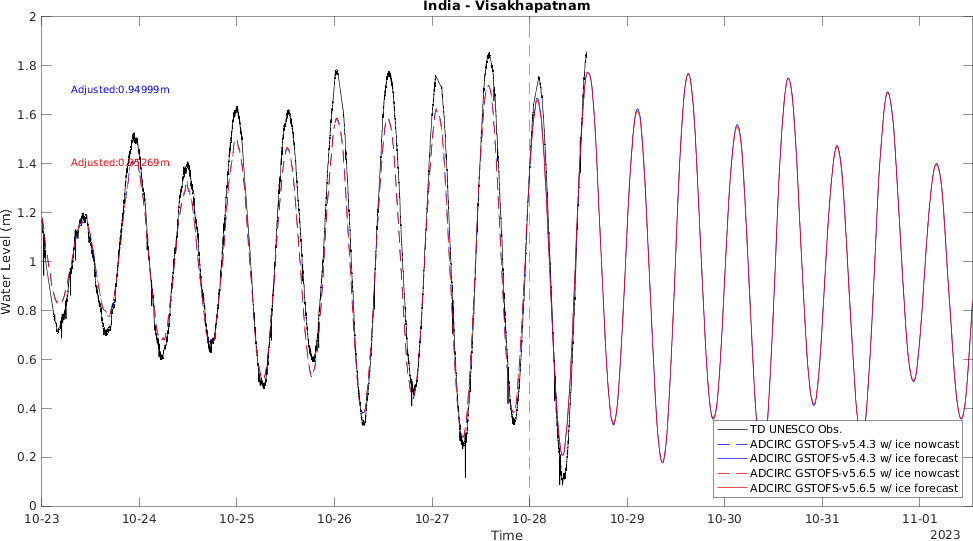 India - Visakhapatnam
Water Level (m)
2
1.8
1.6
1.4
1.2
1
0.8
0.6
0.4
0.2
0
Adjusted:0.94999m
Adjusted:0.95269m
TD UNESCO Obs.
ADCIRC GSTOFS-v5.4.3 w/ ice nowcast
ADCIRC GSTOFS-v5.4.3 w/ ice forecast
ADCIRC GSTOFS-v5.6.5 w/ ice nowcast
ADCIRC GSTOFS-v5.6.5 w/ ice forecast
10-23 10-24 10-25 10-26 10-27 10-28 10-29 10-30 10-31 11-01
Time
2023